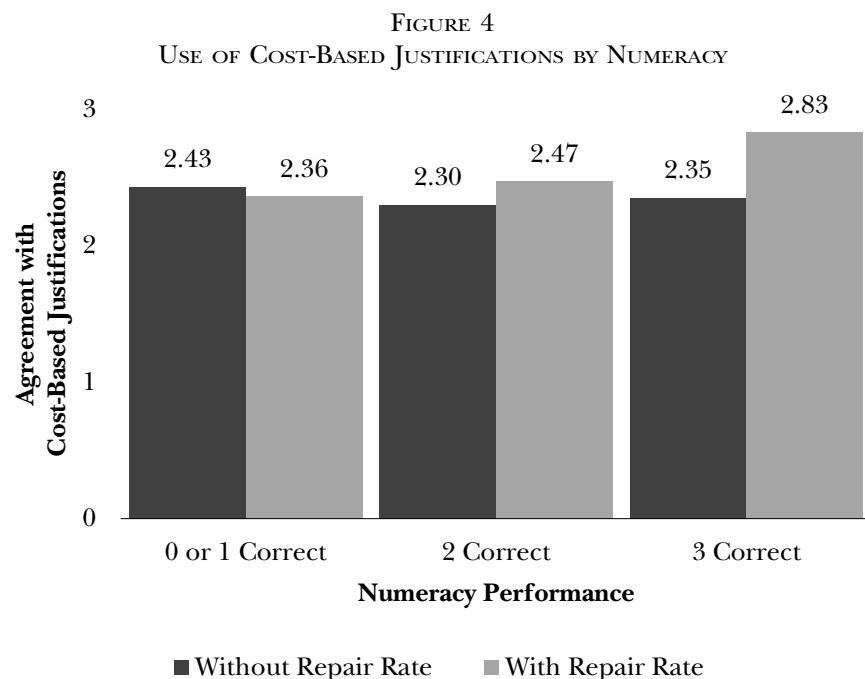 FIGURE 4
USE OF COST-BASED JUSTIFICATIONS BY NUMERACY
Agreement with
Cost-Based Justifications
3
2
1
0
2.43
2.36
2.30
2.47
2.35
2.83
0 or 1 Correct
2 Correct
3 Correct
Numeracy Performance
Without Repair Rate
With Repair Rate